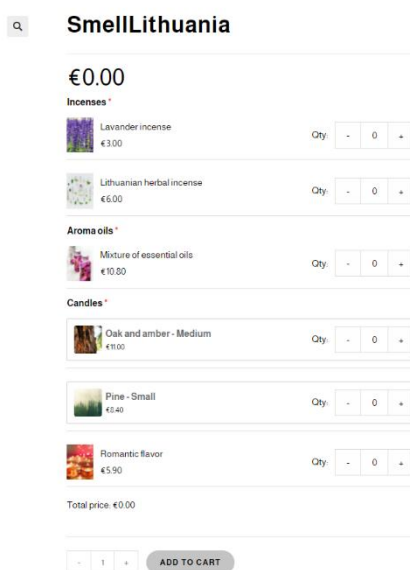 SmellLithuania
€0.00
Incenses *
Lavander incense
€3.00
Qty: - 0 +
Lithuanian herbal incense
€6.00
Qty: - 0 +
Aroma oils *
Mixture of essential oils
€10.80
Qty: - 0 +
Candles *
Oak and amber - Medium
€11.00
Qty: - 0 +
Pine - Small
€8.40
Qty: - 0 +
Romantic flavor
€5.90
Qty: - 0 +
Total price: €0.00
- 1 + ADD TO CART